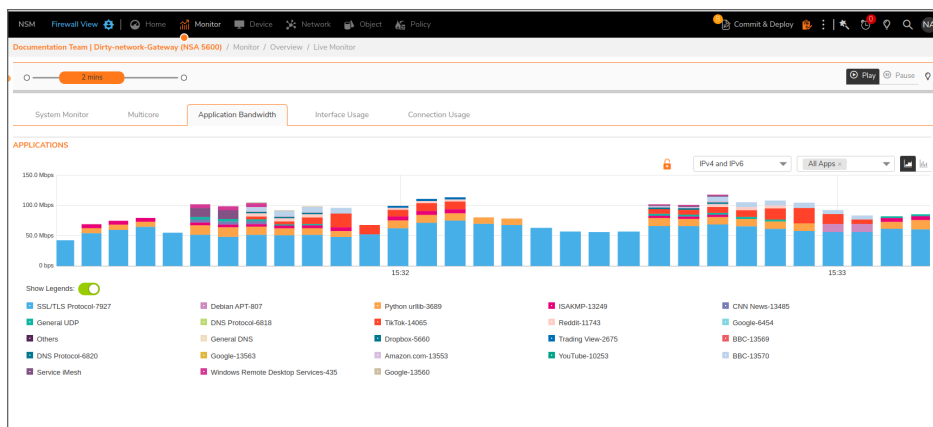 NSM Firewall View Home Monitor Device Network Object Policy 9 Commit & Deploy 0 NA
Documentation Team | Dirty-network-Gateway (NSA 5600) / Monitor / Overview / Live Monitor
2 mins Play Pause
System Monitor Multicore Application Bandwidth Interface Usage Connection Usage
APPLICATIONS
IPv4 and IPv6 All Apps ×
150.0 Mbps
100.0 Mbps
50.0 Mbps
0 bps
15:32 15:33
Show Legends:
SSL/TLS Protocol-7927 Debian APT-807 Python urllib-3689 ISAKMP-13249 CNN News-13485
General UDP DNS Protocol-6818 TikTok-14065 Reddit-11743 Google-6454
Others General DNS Dropbox-5660 Trading View-2675 BBC-13569
DNS Protocol-6820 Google-13563 Amazon.com-13553 YouTube-10253 BBC-13570
Service iMesh Windows Remote Desktop Services-435 Google-13560